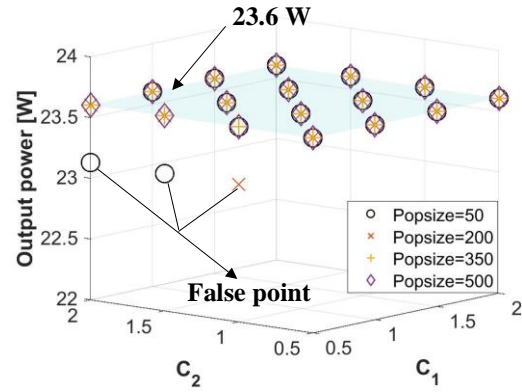 23.6 W
Output power [W]
24
23.5
23
22.5
22
2
1.5
1
0.5
C2
0.5
1
1.5
2
C1
Popsize=50
Popsize=200
Popsize=350
Popsize=500
False point